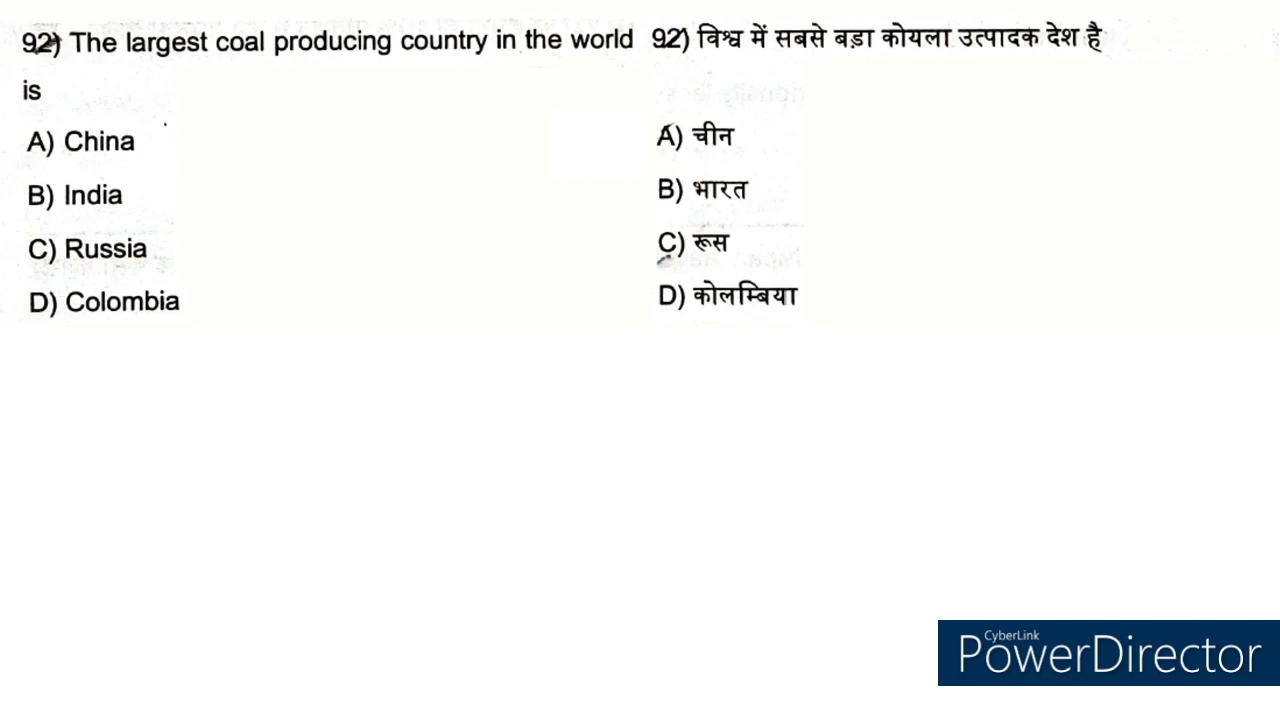 92) The largest coal producing country in the world
is
A) China
B) India
C) Russia
D) Colombia
92) विश्व में सबसे बड़ा कोयला उत्पादक देश है
A) चीन
B) भारत
C) रूस
D) कोलम्बिया
CyberLink
PowerDirector